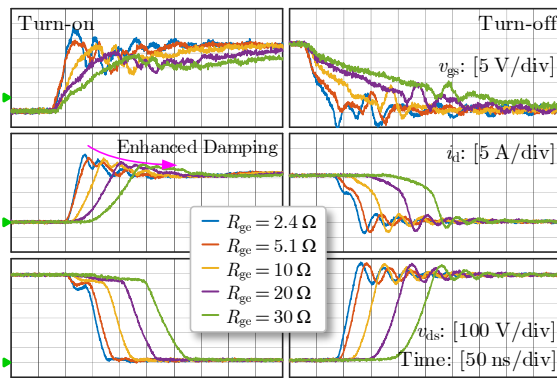 Turn-on
Turn-off
v_gs: [5 V/div]
Enhanced Damping
i_d: [5 A/div]
R_ge = 2.4 Ω
R_ge = 5.1 Ω
R_ge = 10 Ω
R_ge = 20 Ω
R_ge = 30 Ω
v_ds: [100 V/div]
Time: [50 ns/div]